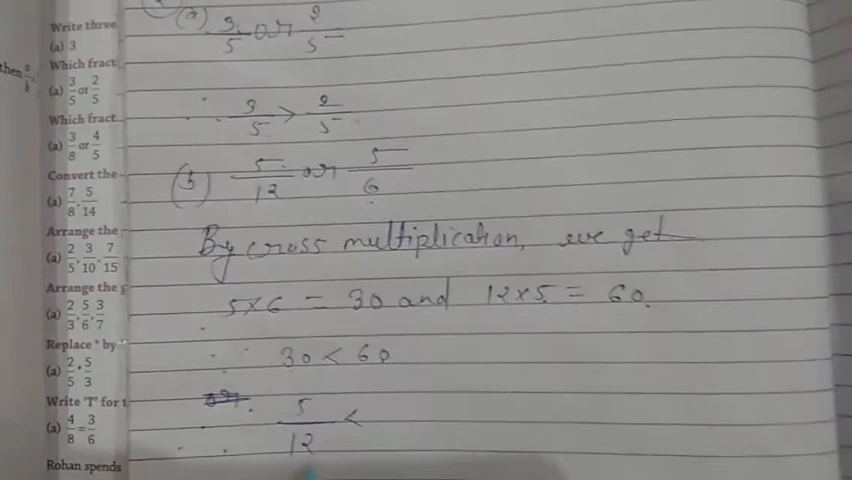 Write three
(a) 3
then a/b
Which fract
(a) 3/5 or 2/5
Which fract
(a) 3/8 or 4/5
Convert the
(a) 7/8, 5/14
Arrange the
(a) 2/5, 3/10, 7/15
Arrange the g
(a) 2/3, 5/6, 3/7
Replace * by
(a) 2/5 * 5/3
Write 'T' for t
(a) 4/8 = 3/6
Rohan spends
(a) 3/5 or 2/5
3/5 > 2/5
(b) 5/12 or 5/6
By cross multiplication, we get
5×6 = 30 and 12×5 = 60.
30 < 60
5/12 <